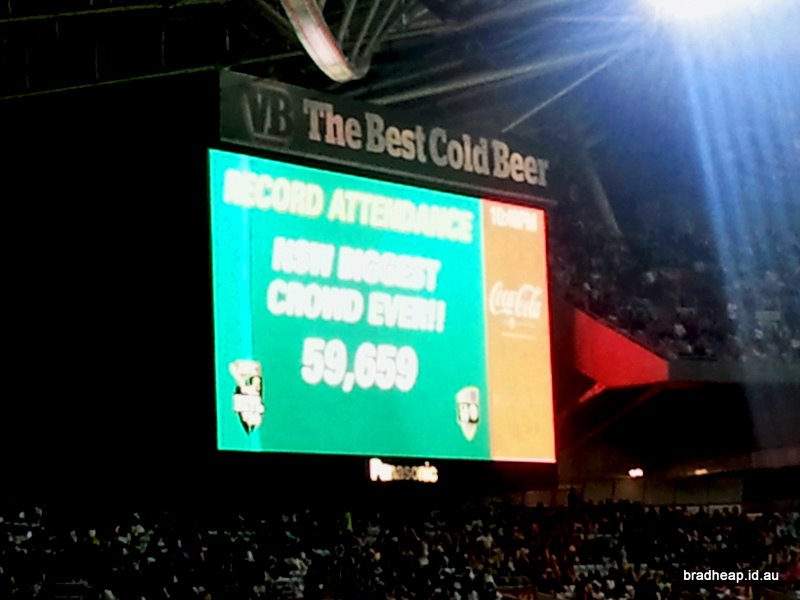 VB The Best Cold Beer
RECORD ATTENDANCE
NSW BIGGEST
CROWD EVER!!
59,659
Coca-Cola
Panasonic
bradheap.id.au